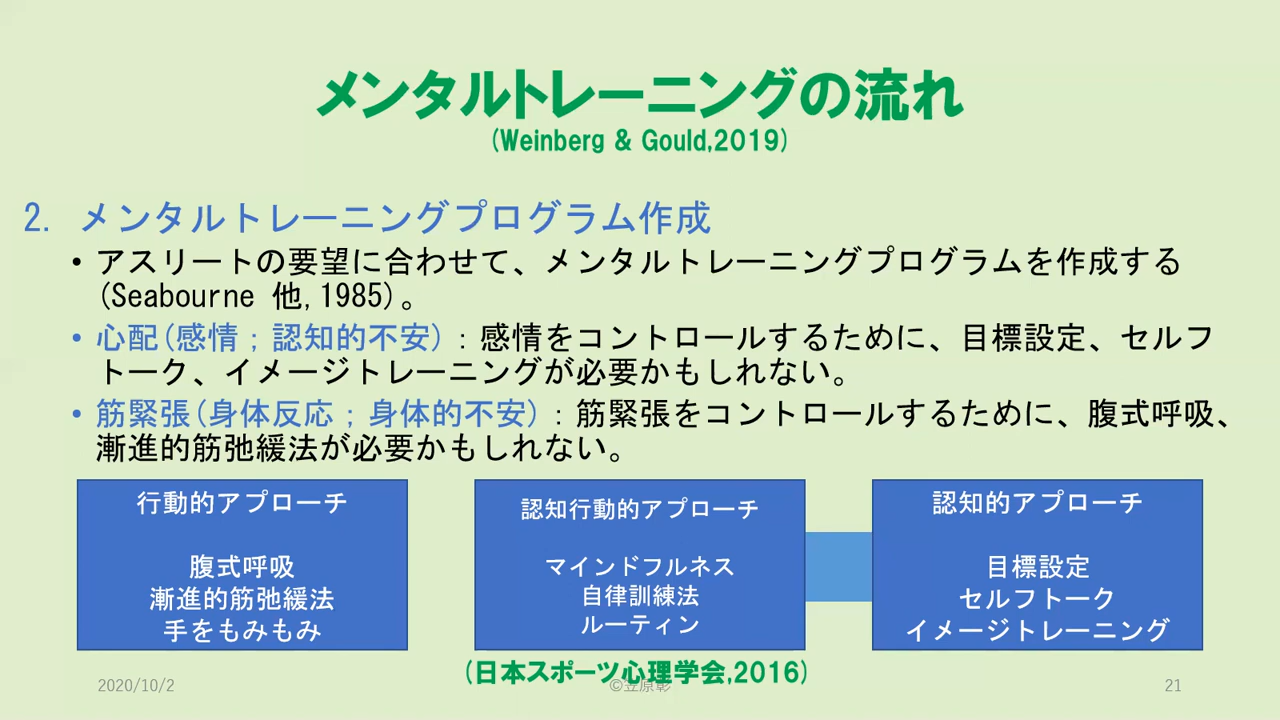 メンタルトレーニングの流れ
(Weinberg & Gould,2019)
2. メンタルトレーニングプログラム作成
• アスリートの要望に合わせて、メンタルトレーニングプログラムを作成する
(Seabourne 他,1985)。
• 心配(感情；認知的不安)：感情をコントロールするために、目標設定、セルフ
トーク、イメージトレーニングが必要かもしれない。
• 筋緊張(身体反応；身体的不安)：筋緊張をコントロールするために、腹式呼吸、
漸進的筋弛緩法が必要かもしれない。
行動的アプローチ
腹式呼吸
漸進的筋弛緩法
手をもみもみ
認知行動的アプローチ
マインドフルネス
自律訓練法
ルーティン
認知的アプローチ
目標設定
セルフトーク
イメージトレーニング
(日本スポーツ心理学会,2016)
2020/10/2
©笠原彰
21